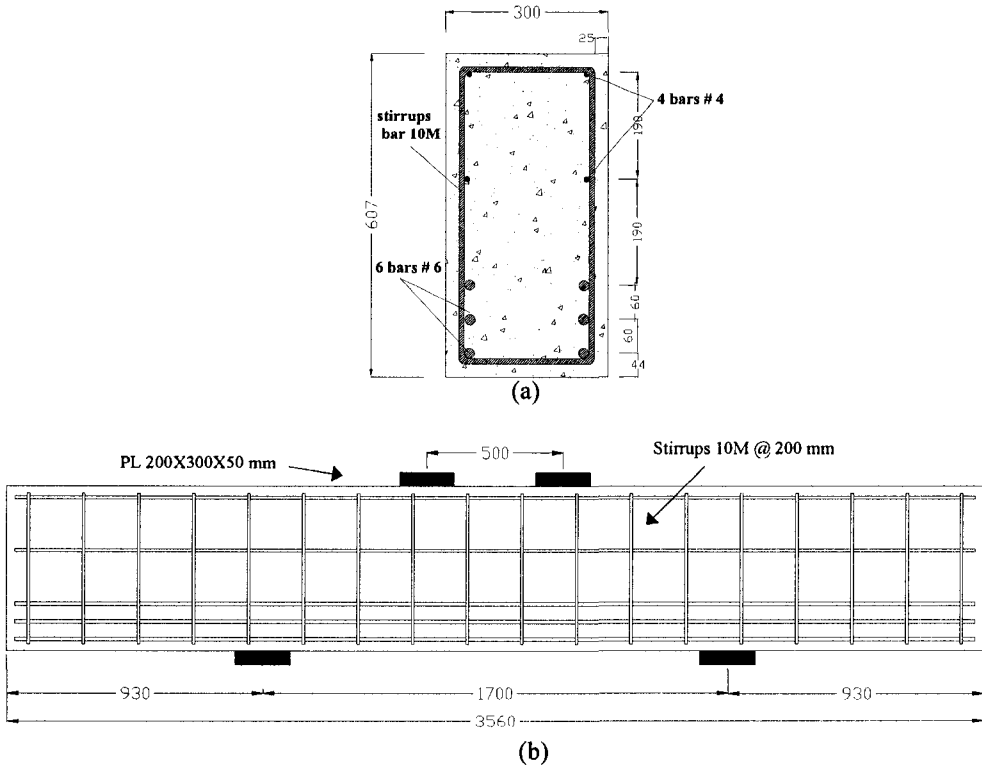 300
25
4 bars # 4
stirrups
bar 10M
190
607
190
6 bars # 6
60
60
44
(a)
PL 200X300X50 mm
500
Stirrups 10M @ 200 mm
930
1700
930
3560
(b)